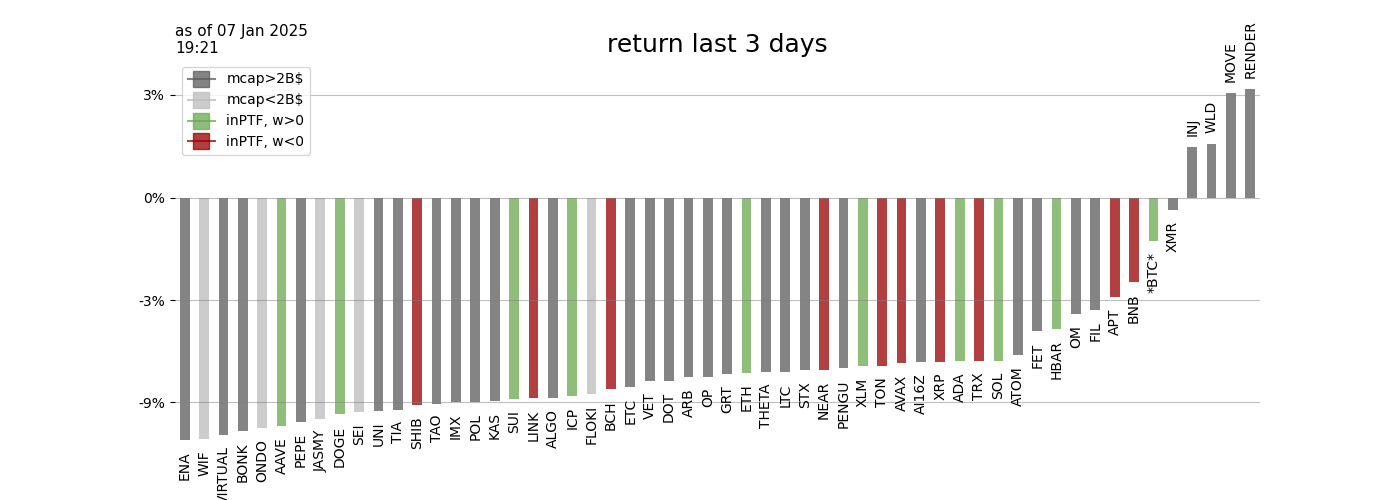 as of 07 Jan 2025
19:21
return last 3 days
mcap>2B$
mcap<2B$
inPTF, w>0
inPTF, w<0
3%
0%
-3%
-9%
ENA
WIF
VIRTUAL
BONK
ONDO
AAVE
PEPE
JASMY
DOGE
SEI
UNI
TIA
SHIB
TAO
IMX
POL
KAS
SUI
LINK
ALGO
ICP
FLOKI
BCH
ETC
VET
DOT
ARB
OP
GRT
ETH
THETA
LTC
STX
NEAR
PENGU
XLM
TON
AVAX
AI16Z
XRP
ADA
TRX
SOL
ATOM
FET
HBAR
OM
FIL
APT
BNB
*BTC*
XMR
INJ
WLD
MOVE
RENDER